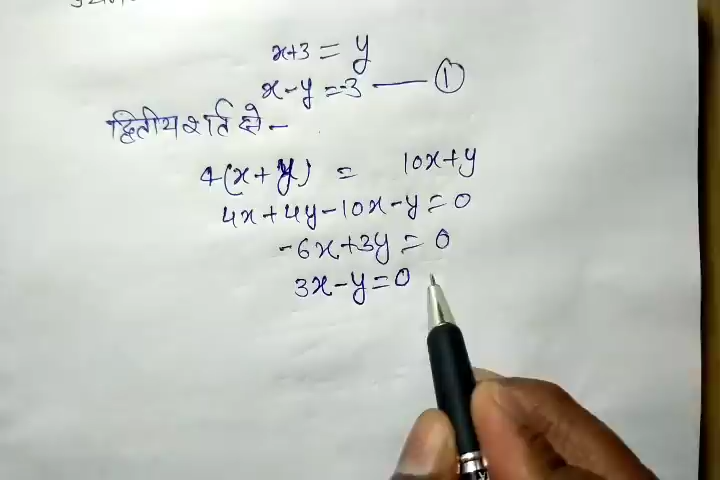 x+3 = y
x-y = -3 —— ①
द्वितीय शर्त से -
4(x+y) = 10x+y
4x+4y-10x-y=0
-6x+3y=0
3x-y=0